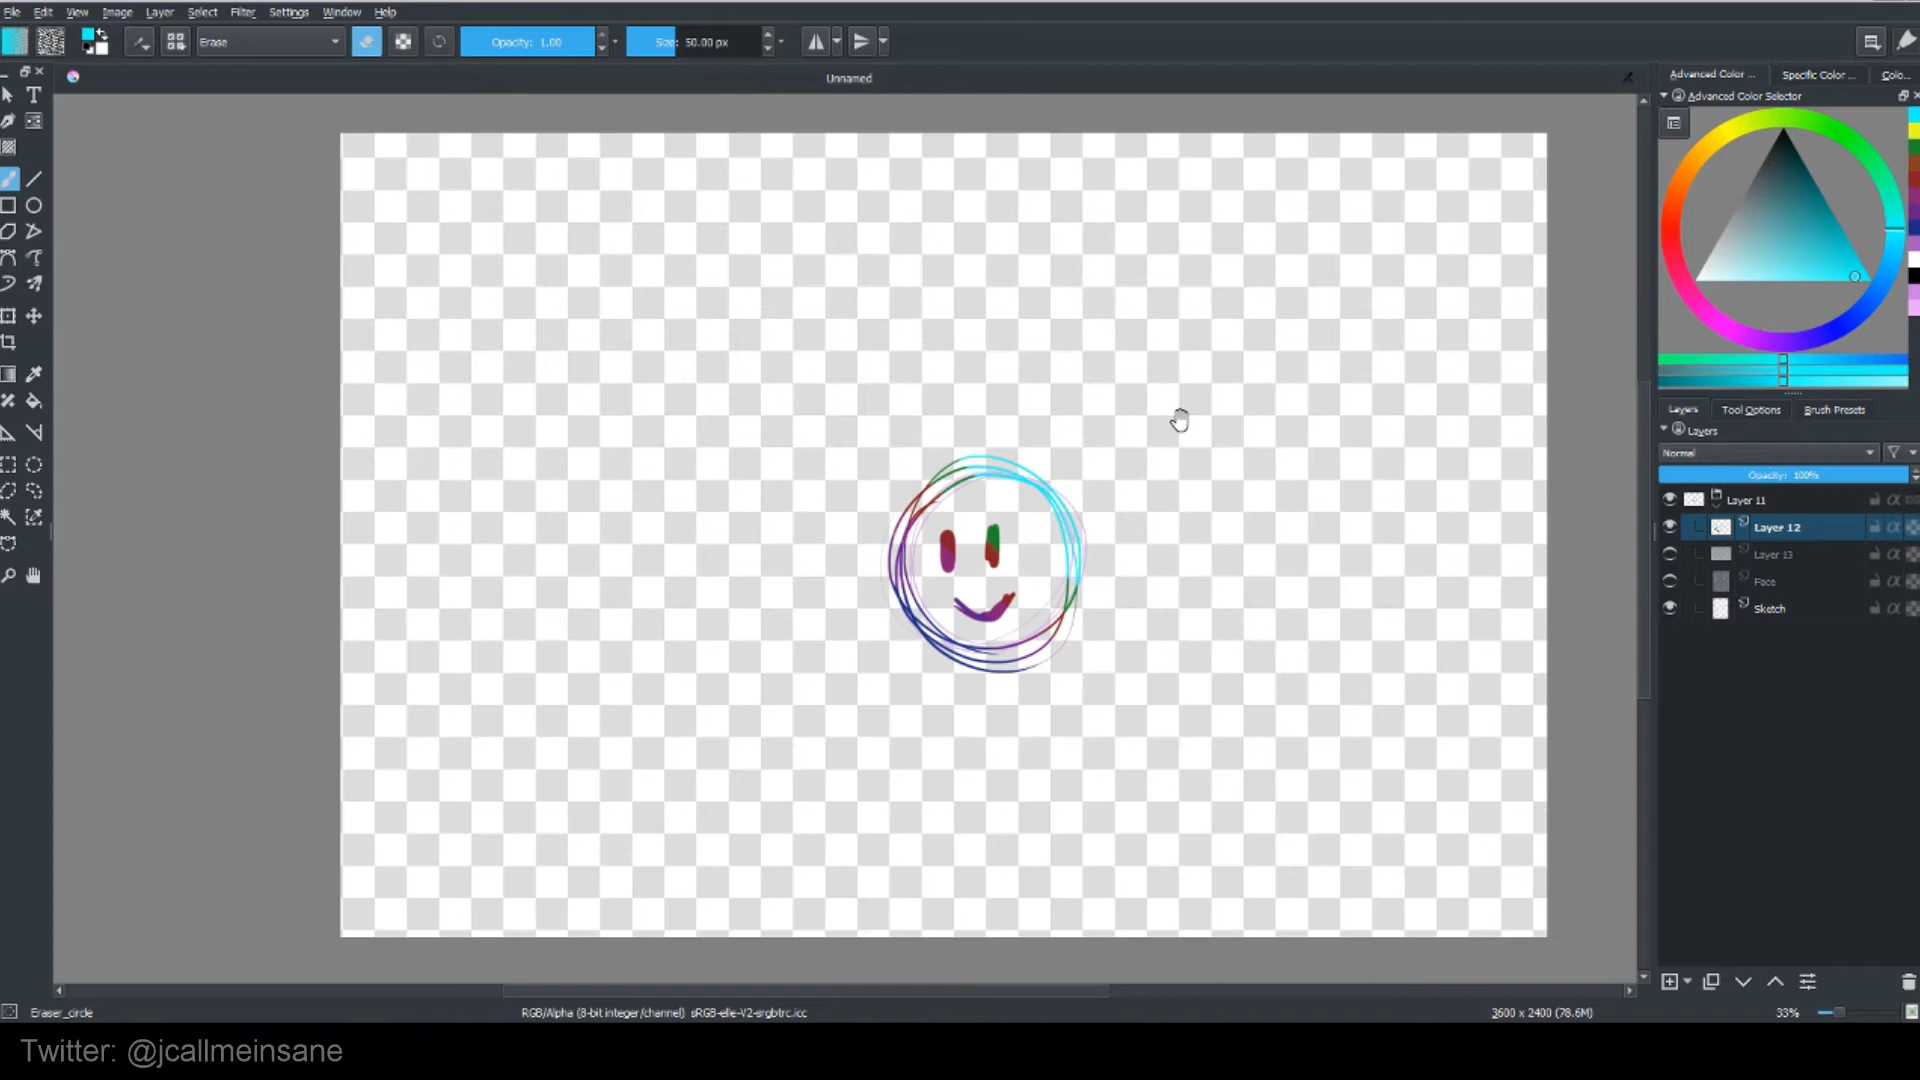 File Edit View Image Layer Select Filter Settings Window Help
Erase
Opacity: 1.00
Size: 50.00 px
Unnamed
Advanced Color ...
Specific Color ...
Colo...
Advanced Color Selector
Layers
Tool Options
Brush Presets
Layers
Normal
Opacity: 100%
Layer 11
Layer 12
Layer 13
Face
Sketch
Eraser_circle
RGB/Alpha (8-bit integer/channel) sRGB-elle-V2-srgbtrc.icc
3600 x 2400 (78.6M)
33%
Twitter: @jcallmeinsane